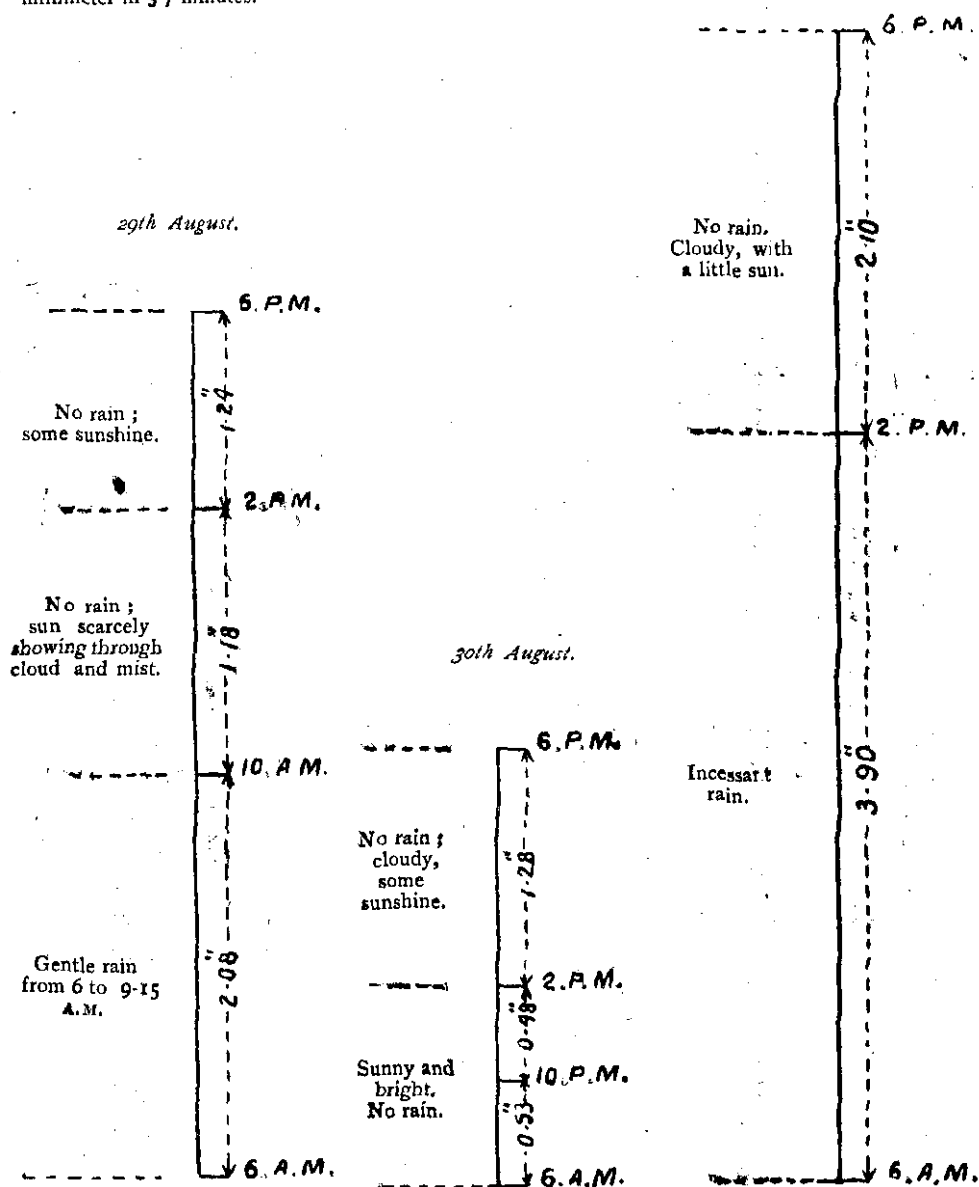 millimeter in 57 minutes.
29th August.
6. P.M.
No rain ;
some sunshine.
1·24"
2. P.M.
No rain ;
sun scarcely
showing through
cloud and mist.
1·18"
10. A M.
Gentle rain
from 6 to 9-15
A.M.
2·08"
6. A.M.
30th August.
6. P.M.
No rain ;
cloudy,
some
sunshine.
1·28"
2. P.M.
0·48"
10. P.M.
Sunny and
bright.
No rain.
0·53"
6. A.M.
6. P. M.
No rain.
Cloudy, with
a little sun.
2·10"
2. P. M.
Incessant
rain.
3·90"
6. A. M.